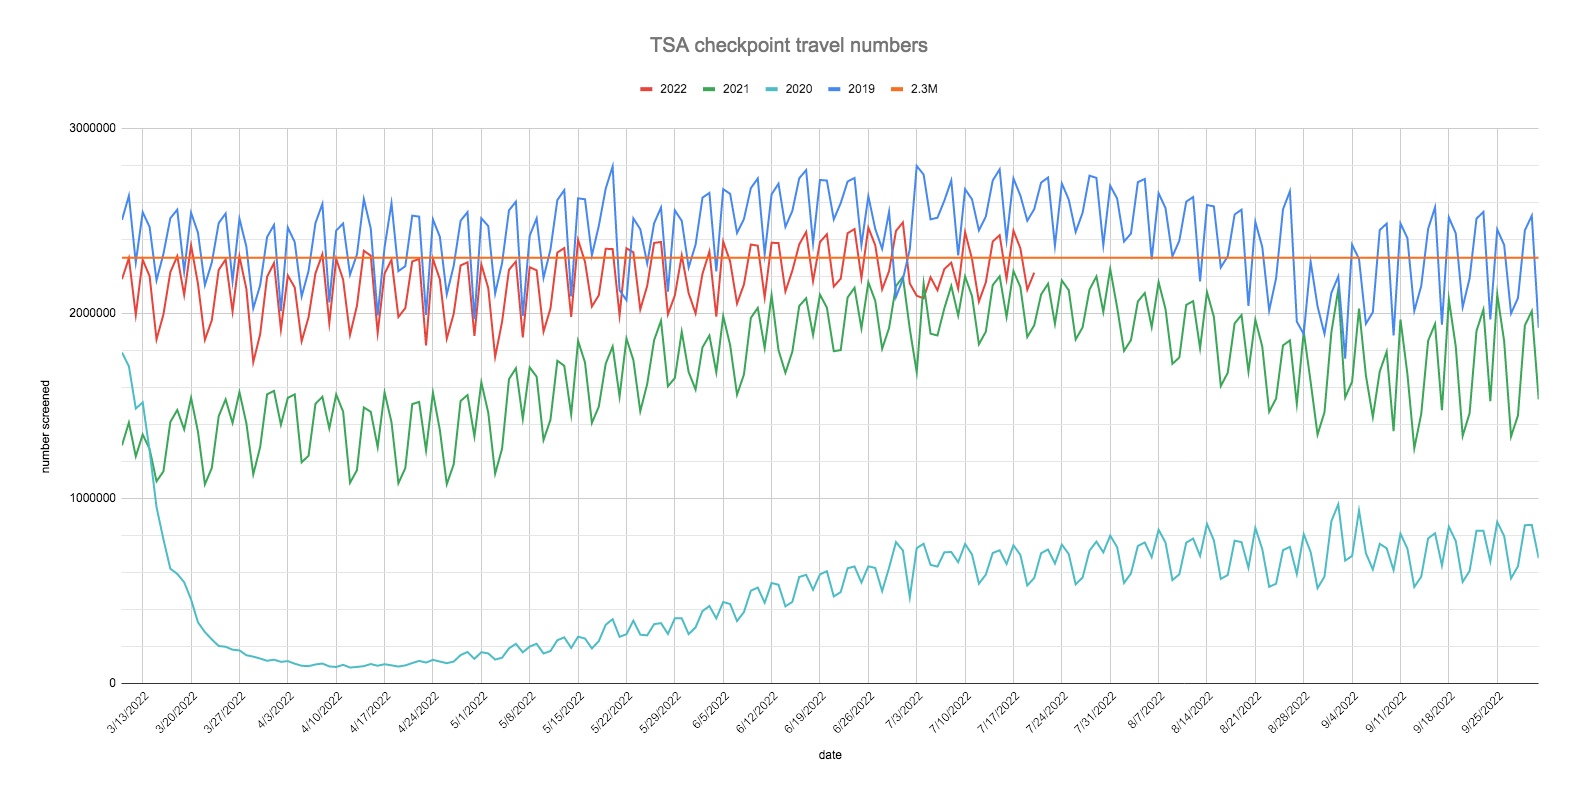 TSA checkpoint travel numbers
2022 2021 2020 2019 2.3M
3000000
2000000
1000000
0
number screened
3/13/2022 3/20/2022 3/27/2022 4/3/2022 4/10/2022 4/17/2022 4/24/2022 5/1/2022 5/8/2022 5/15/2022 5/22/2022 5/29/2022 6/5/2022 6/12/2022 6/19/2022 6/26/2022 7/3/2022 7/10/2022 7/17/2022 7/24/2022 7/31/2022 8/7/2022 8/14/2022 8/21/2022 8/28/2022 9/4/2022 9/11/2022 9/18/2022 9/25/2022
date